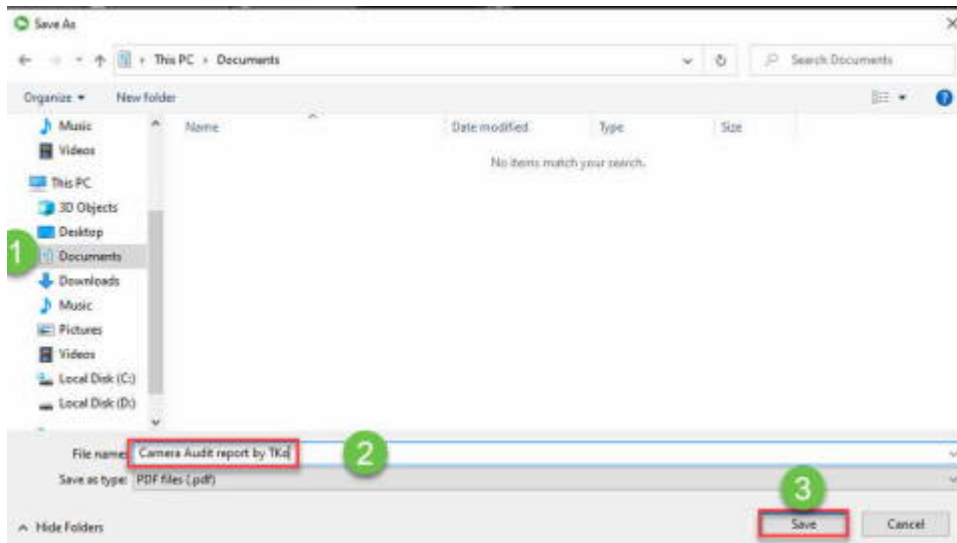 Save As
This PC › Documents
Search Documents
Organize
New folder
Name
Date modified
Type
Size
No items match your search.
Music
Videos
This PC
3D Objects
Desktop
1
Documents
Downloads
Music
Pictures
Videos
Local Disk (C:)
Local Disk (D:)
File name: Camera Audit report by TKd
2
Save as type: PDF files (.pdf)
3
Hide Folders
Save
Cancel